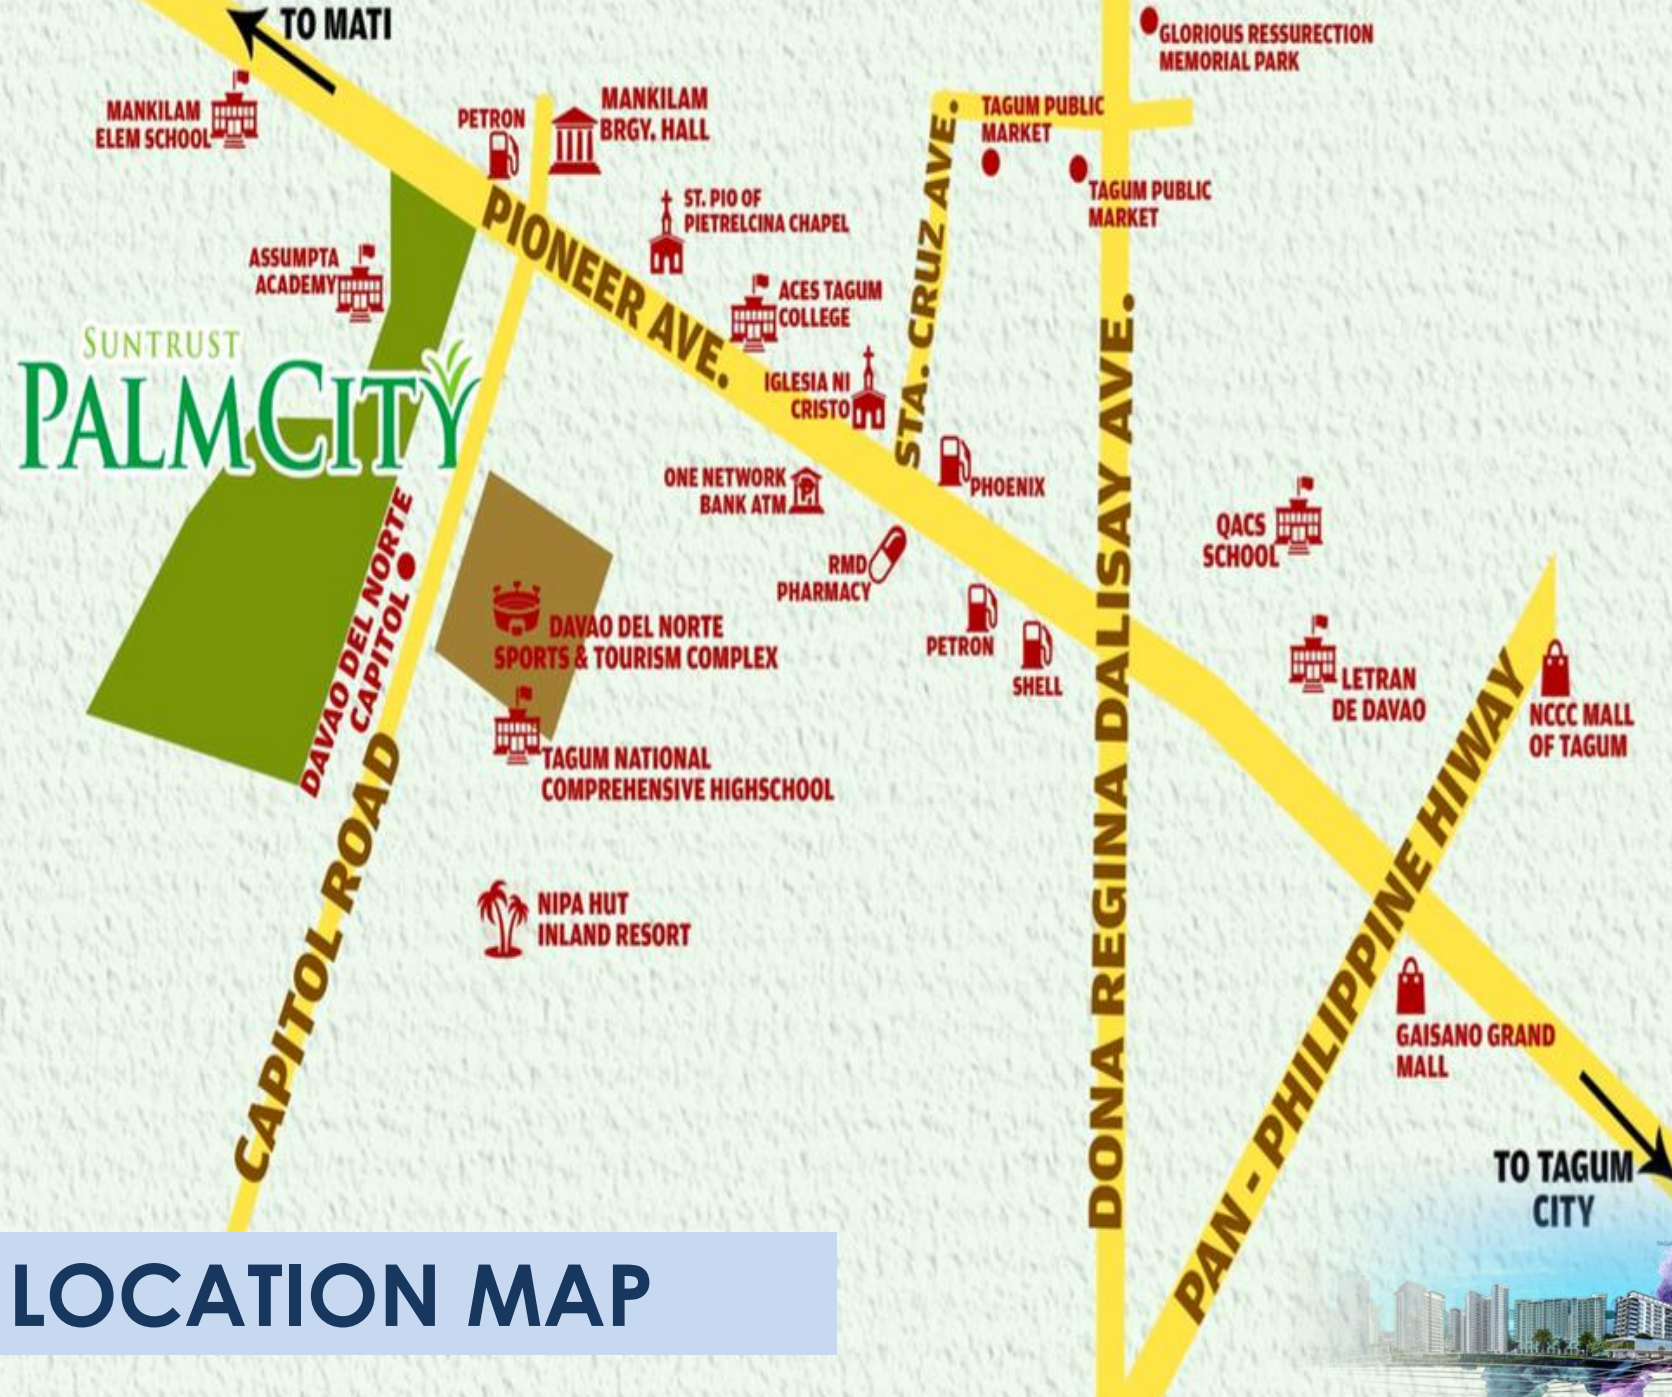 TO MATI
GLORIOUS RESSURECTION
MEMORIAL PARK
MANKILAM
ELEM SCHOOL
PETRON
MANKILAM
BRGY. HALL
TAGUM PUBLIC
MARKET
TAGUM PUBLIC
MARKET
STA. CRUZ AVE.
ST. PIO OF
PIETRELCINA CHAPEL
PIONEER AVE.
ASSUMPTA
ACADEMY
ACES TAGUM
COLLEGE
SUNTRUST
PALMCITY
IGLESIA NI
CRISTO
DONA REGINA DALISAY AVE.
ONE NETWORK
BANK ATM
PHOENIX
QACS
SCHOOL
RMD
PHARMACY
DAVAO DEL NORTE
CAPITOL
DAVAO DEL NORTE
SPORTS & TOURISM COMPLEX
PETRON
SHELL
LETRAN
DE DAVAO
NCCC MALL
OF TAGUM
TAGUM NATIONAL
COMPREHENSIVE HIGHSCHOOL
CAPITOL ROAD
PAN - PHILIPPINE HIWAY
NIPA HUT
INLAND RESORT
GAISANO GRAND
MALL
TO TAGUM
CITY
LOCATION MAP